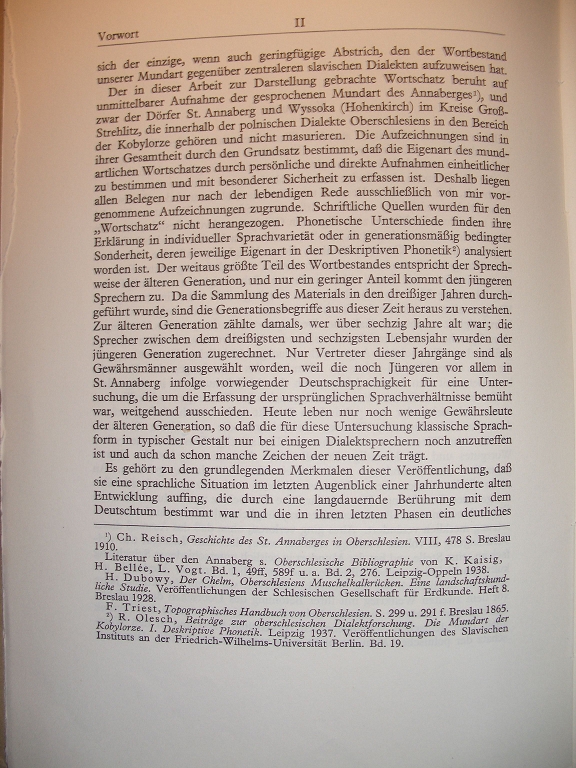 Vorwort
II
sich der einzige, wenn auch geringfügige Abstrich, den der Wortbestand
unserer Mundart gegenüber zentraleren slavischen Dialekten aufzuweisen hat.
Der in dieser Arbeit zur Darstellung gebrachte Wortschatz beruht auf
unmittelbarer Aufnahme der gesprochenen Mundart des Annaberges¹), und
zwar der Dörfer St. Annaberg und Wyssoka (Hohenkirch) im Kreise Groß-
Strehlitz, die innerhalb der polnischen Dialekte Oberschlesiens in den Bereich
der Kobylorze gehören und nicht masurieren. Die Aufzeichnungen sind in
ihrer Gesamtheit durch den Grundsatz bestimmt, daß die Eigenart des mund-
artlichen Wortschatzes durch persönliche und direkte Aufnahmen einheitlicher
zu bestimmen und mit besonderer Sicherheit zu erfassen ist. Deshalb liegen
allen Belegen nur nach der lebendigen Rede ausschließlich von mir vor-
genommene Aufzeichnungen zugrunde. Schriftliche Quellen wurden für den
„Wortschatz“ nicht herangezogen. Phonetische Unterschiede finden ihre
Erklärung in individueller Sprachvarietät oder in generationsmäßig bedingter
Sonderheit, deren jeweilige Eigenart in der Deskriptiven Phonetik²) analysiert
worden ist. Der weitaus größte Teil des Wortbestandes entspricht der Sprech-
weise der älteren Generation, und nur ein geringer Anteil kommt den jüngeren
Sprechern zu. Da die Sammlung des Materials in den dreißiger Jahren durch-
geführt wurde, sind die Generationsbegriffe aus dieser Zeit heraus zu verstehen.
Zur älteren Generation zählte damals, wer über sechzig Jahre alt war; die
Sprecher zwischen dem dreißigsten und sechzigsten Lebensjahr wurden der
jüngeren Generation zugerechnet. Nur Vertreter dieser Jahrgänge sind als
Gewährsmänner ausgewählt worden, weil die noch Jüngeren vor allem in
St. Annaberg infolge vorwiegender Deutschsprachigkeit für eine Unter-
suchung, die um die Erfassung der ursprünglichen Sprachverhältnisse bemüht
war, weitgehend ausschieden. Heute leben nur noch wenige Gewährsleute
der älteren Generation, so daß die für diese Untersuchung klassische Sprach-
form in typischer Gestalt nur bei einigen Dialektsprechern noch anzutreffen
ist und auch da schon manche Zeichen der neuen Zeit trägt.
Es gehört zu den grundlegenden Merkmalen dieser Veröffentlichung, daß
sie eine sprachliche Situation im letzten Augenblick einer Jahrhunderte alten
Entwicklung auffing, die durch eine langdauernde Berührung mit dem
Deutschtum bestimmt war und die in ihren letzten Phasen ein deutliches
¹) Ch. Reisch, Geschichte des St. Annaberges in Oberschlesien. VIII, 478 S. Breslau
1910.
Literatur über den Annaberg s. Oberschlesische Bibliographie von K. Kaisig,
H. Bellée, L. Vogt. Bd. 1, 49ff, 589f u. a. Bd. 2, 276. Leipzig-Oppeln 1938.
H. Dubowy, Der Chelm, Oberschlesiens Muschelkalkrücken. Eine landschaftskund-
liche Studie. Veröffentlichungen der Schlesischen Gesellschaft für Erdkunde. Heft 8.
Breslau 1928.
F. Triest, Topographisches Handbuch von Oberschlesien. S. 299 u. 291 f. Breslau 1865.
²) R. Olesch, Beiträge zur oberschlesischen Dialektforschung. Die Mundart der
Kobylorze. I. Deskriptive Phonetik. Leipzig 1937. Veröffentlichungen des Slavischen
Instituts an der Friedrich-Wilhelms-Universität Berlin. Bd. 19.